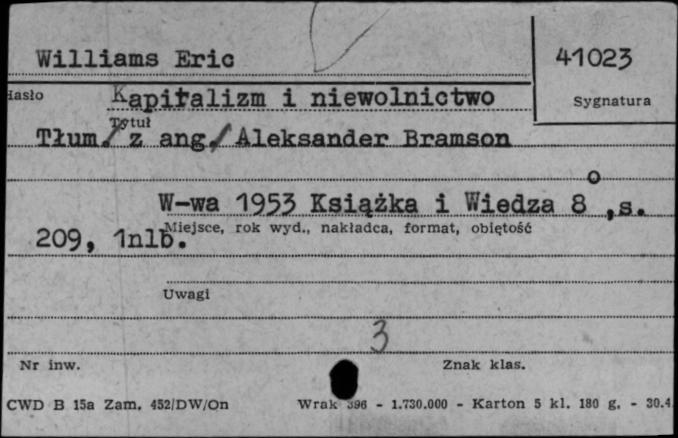 Williams Eric
41023
Hasło
Kapitalizm i niewolnictwo
Sygnatura
Tytuł
Tłum. z ang. Aleksander Bramson
W-wa 1953 Książka i Wiedza 8o,s.
Miejsce, rok wyd., nakładca, format, objętość
209, 1nlb.
Uwagi
3
Nr inw.
Znak klas.
CWD B 15a Zam. 452/DW/On
Wrak 396 - 1.730.000 - Karton 5 kl. 180 g. - 30.4